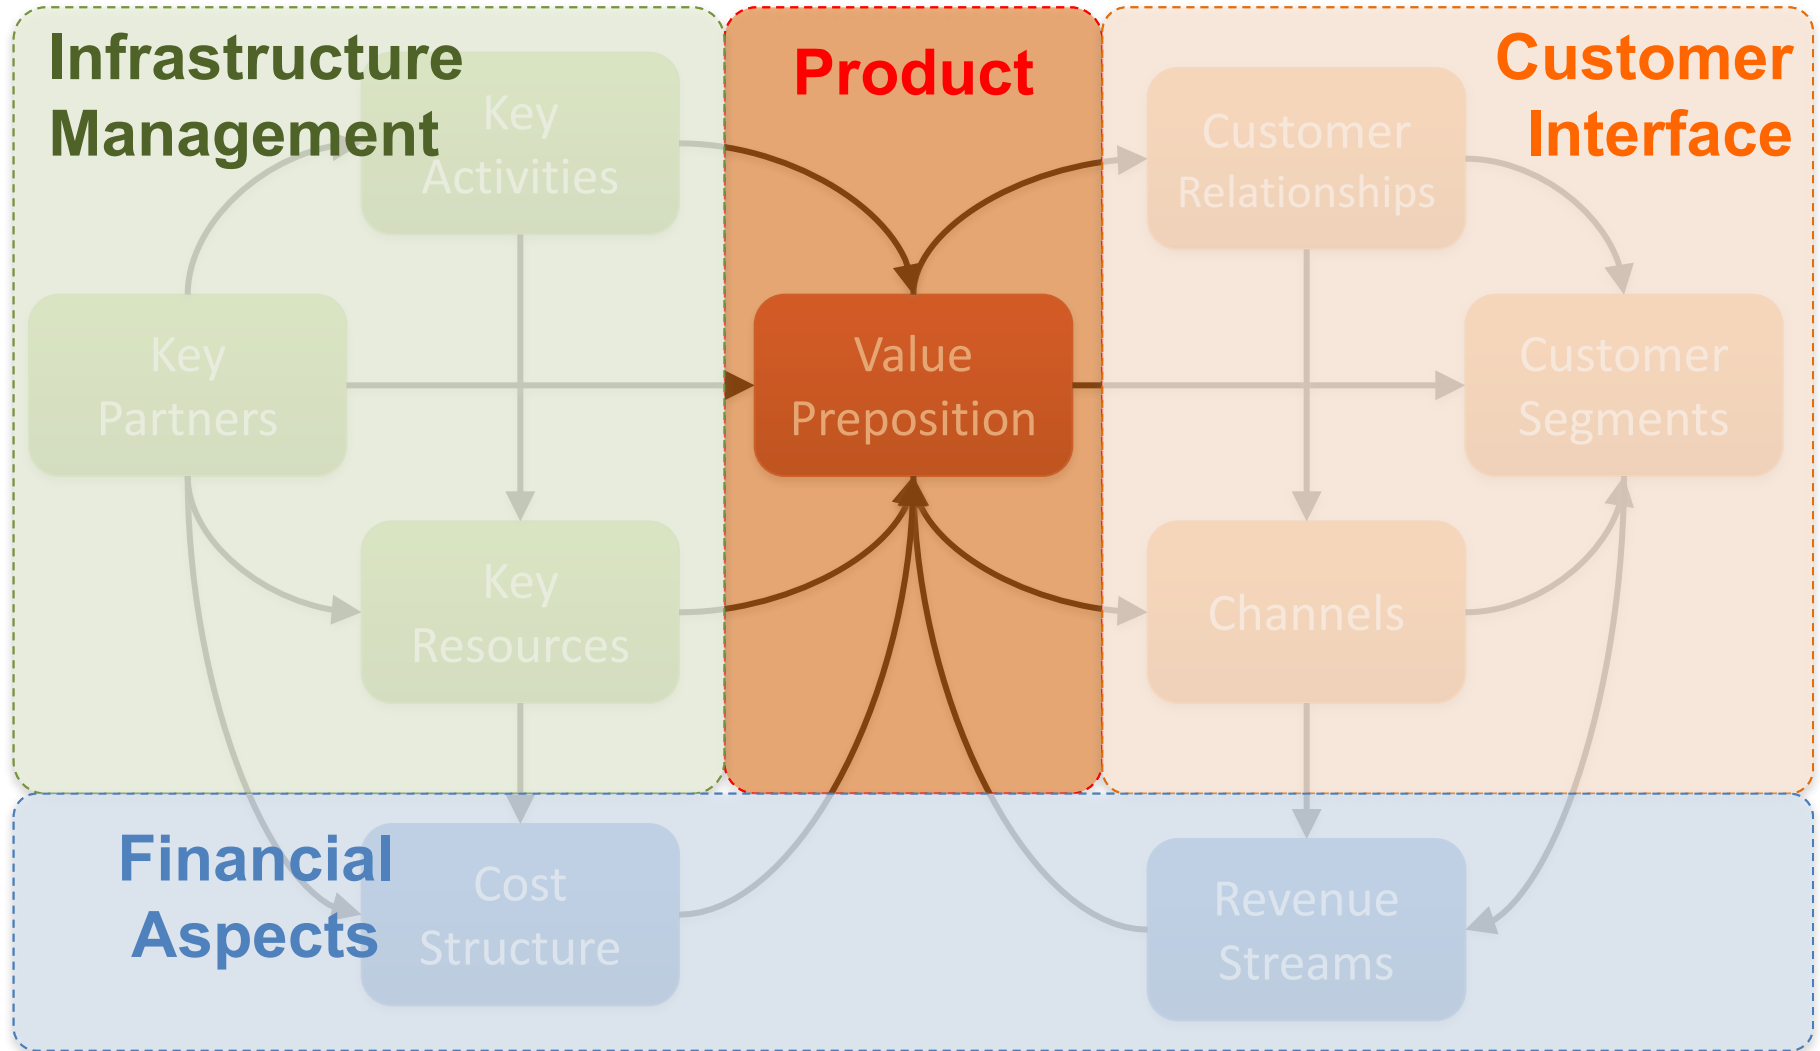 Infrastructure
Management
Product
Customer
Interface
Key
Activities
Customer
Relationships
Key
Partners
Value
Preposition
Customer
Segments
Key
Resources
Channels
Financial
Aspects
Cost
Structure
Revenue
Streams